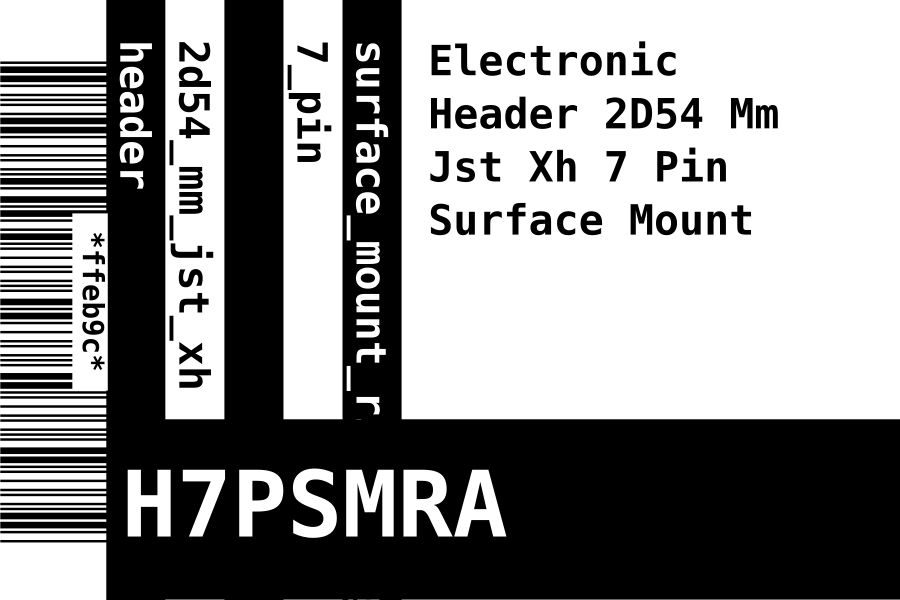 *ffeb9c*
header
2d54_mm_jst_xh
7_pin
surface_mount_r
Electronic
Header 2D54 Mm
Jst Xh 7 Pin
Surface Mount
H7PSMRA